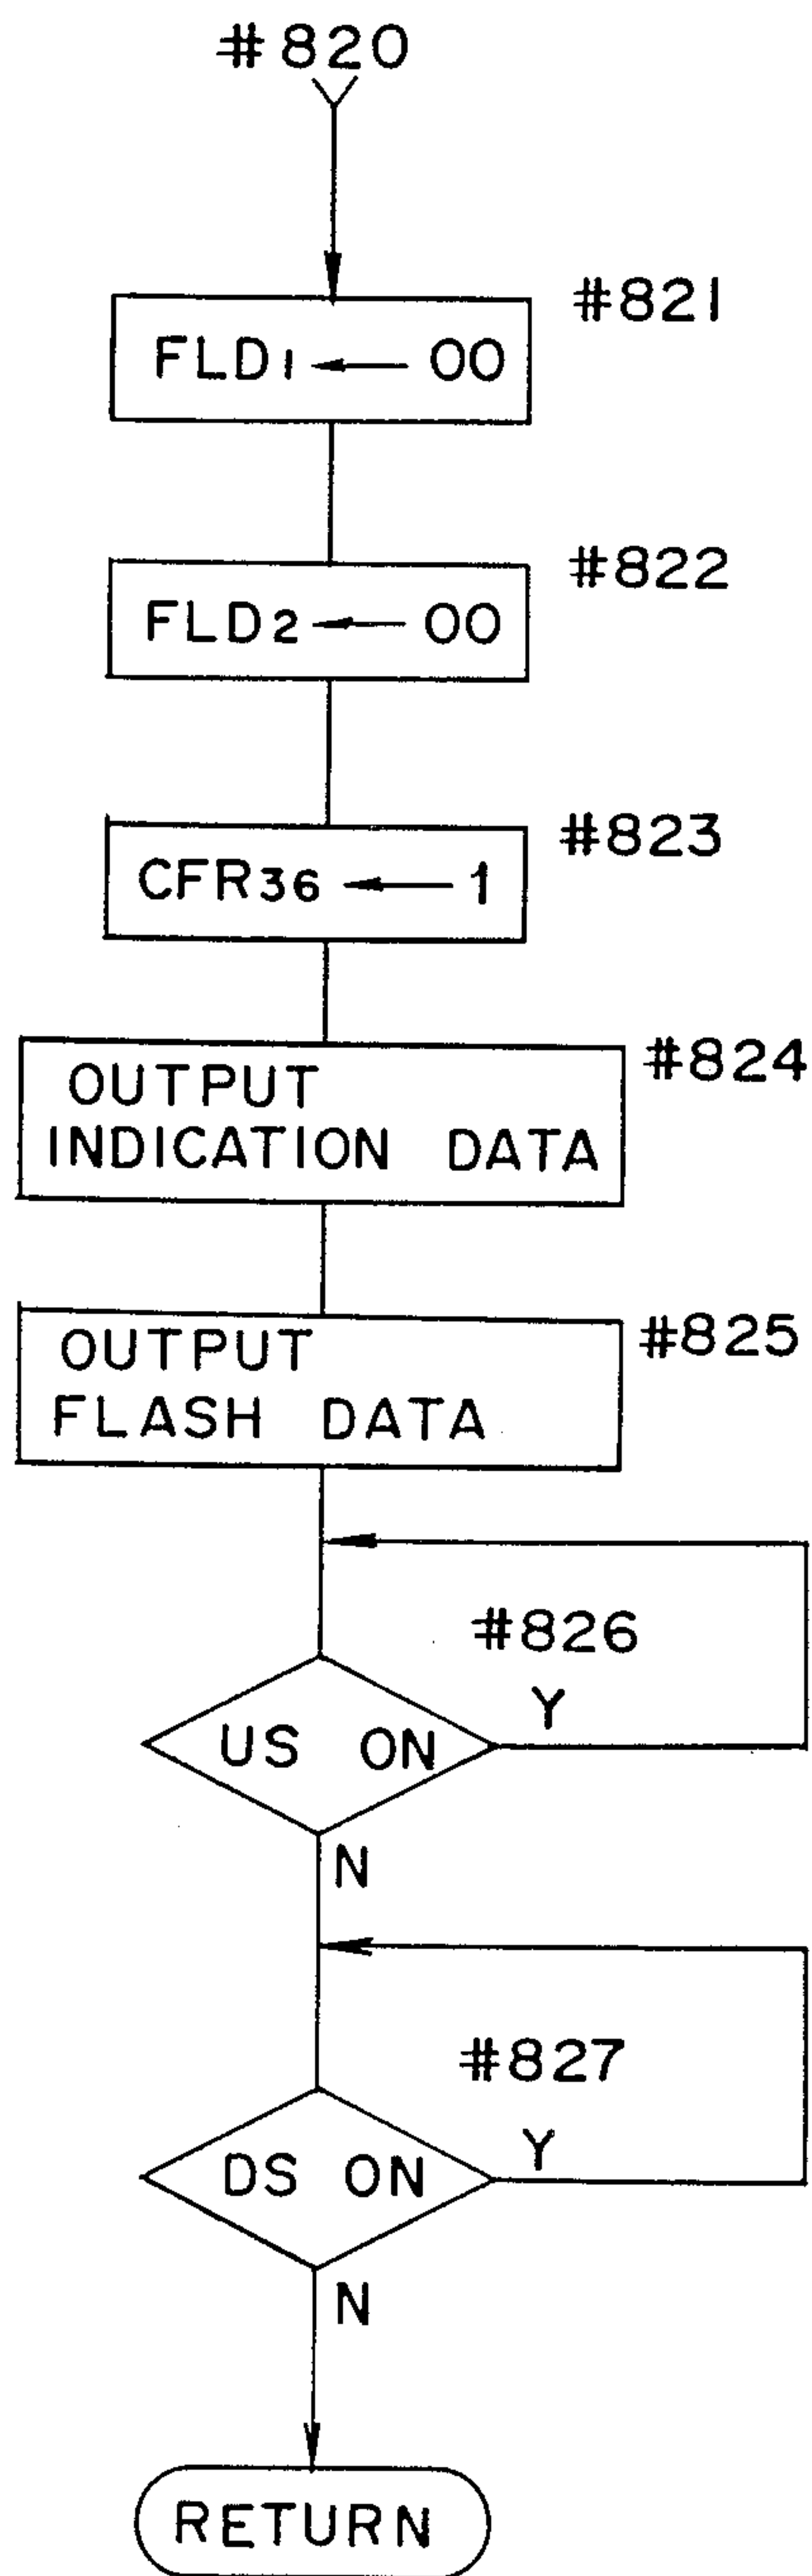 #820
#821
FLD1 ← 00
#822
FLD2 ← 00
#823
CFR36 ← 1
#824
OUTPUT
INDICATION DATA
#825
OUTPUT
FLASH DATA
#826
US ON
Y
N
#827
DS ON
Y
N
RETURN